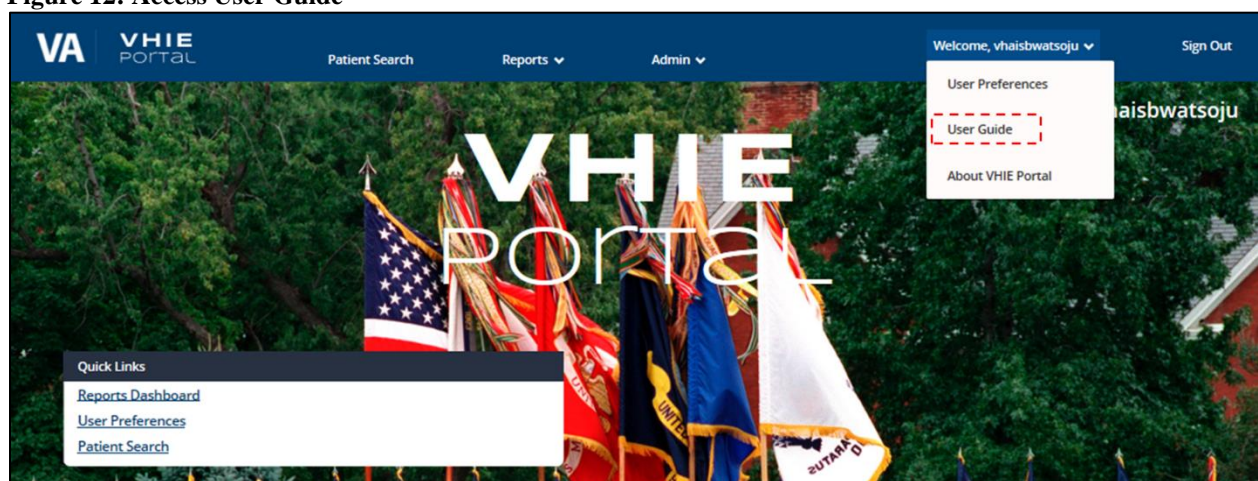 Figure 12: Access User Guide
VA VHIE Portal
Patient Search Reports Admin Welcome, vhaisbwatsoju Sign Out
User Preferences
User Guide
About VHIE Portal
aisbwatsoju
VHIE
Portal
Quick Links
Reports Dashboard
User Preferences
Patient Search